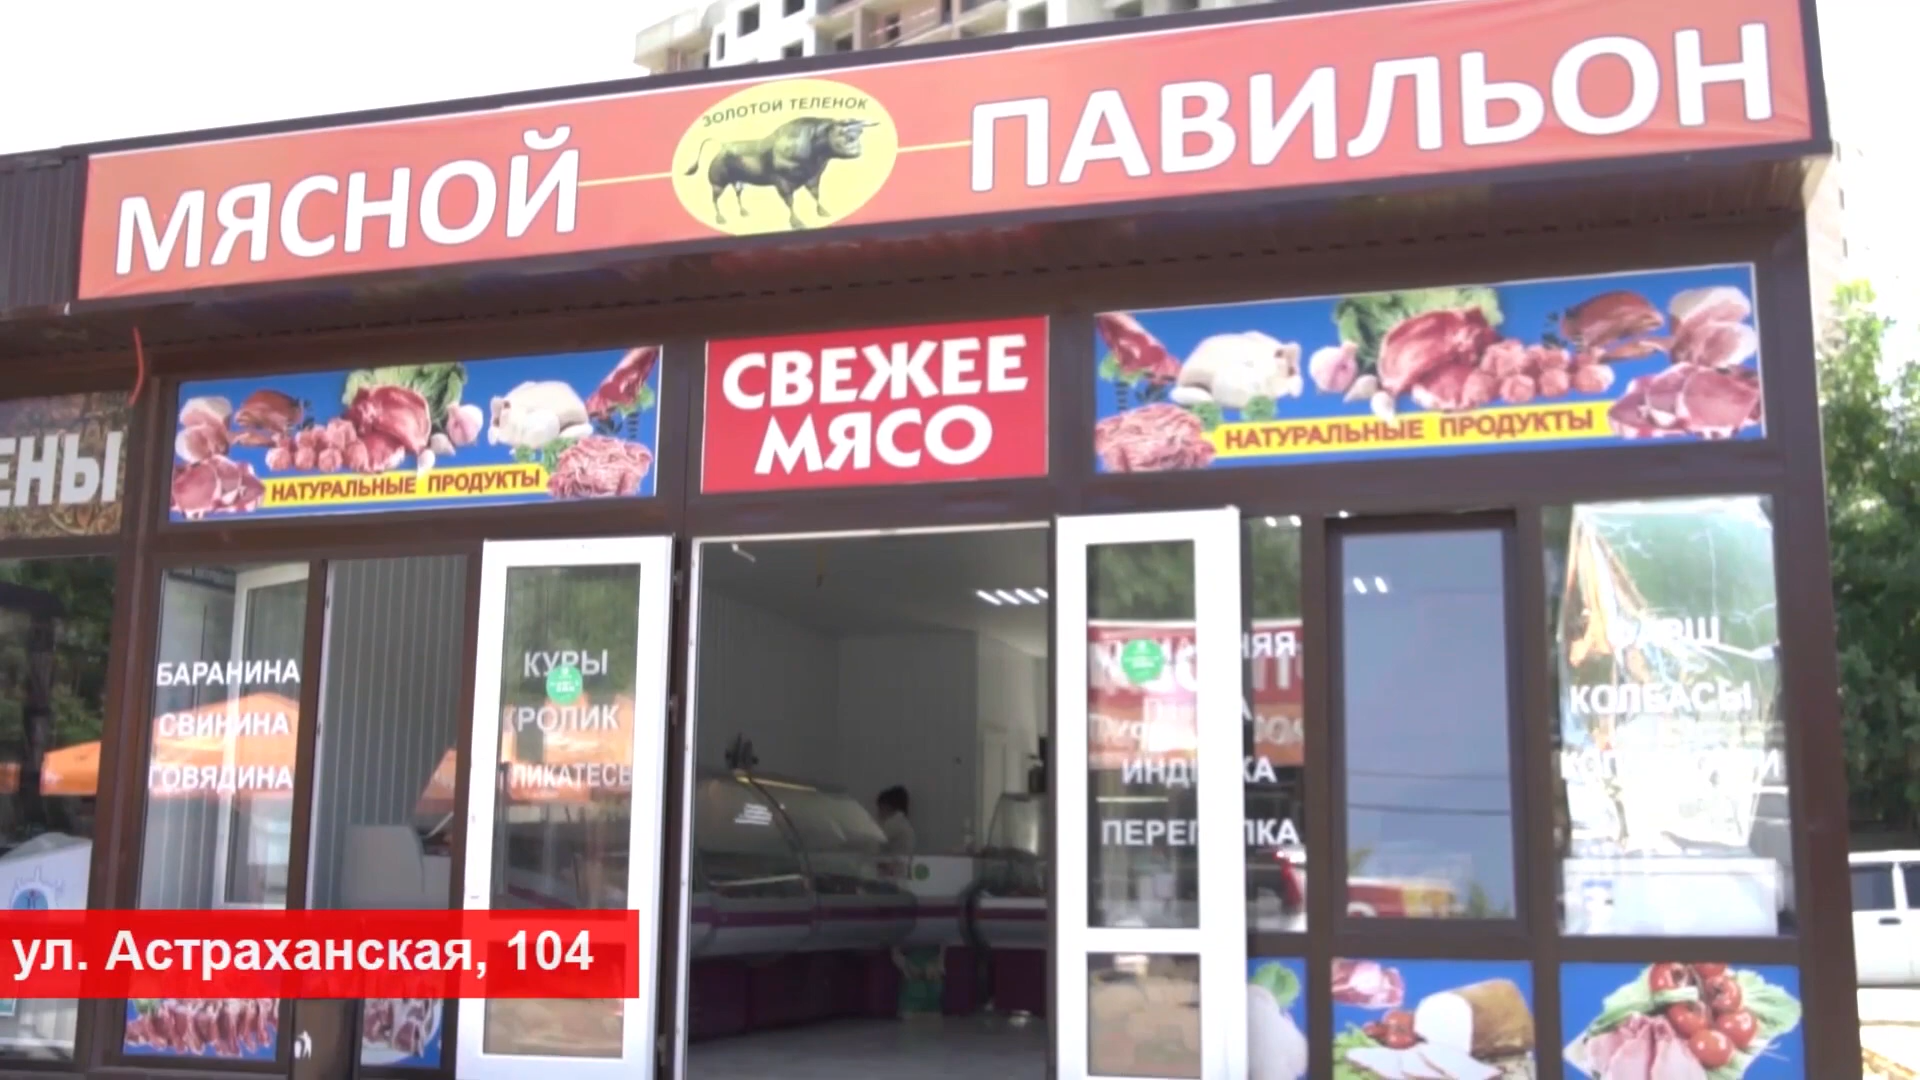 МЯСНОЙ
ЗОЛОТОЙ ТЕЛЕНОК
ПАВИЛЬОН
НАТУРАЛЬНЫЕ ПРОДУКТЫ
СВЕЖЕЕ
МЯСО
НАТУРАЛЬНЫЕ ПРОДУКТЫ
ЕНЫ
БАРАНИНА
СВИНИНА
ГОВЯДИНА
КУРЫ
КРОЛИК
ПЕРЕПЕЛКА
ИНДЕЙКА
КОЛБАСЫ
ул. Астраханская, 104